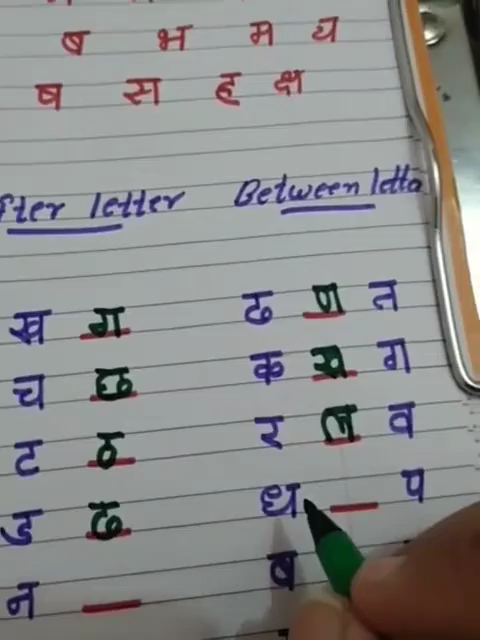 ब भ म य
ष स ह क्ष
fter letter Between lette
ख ग ढ ण त
च छ क ख ग
ट ठ र ल व
ड ढ ध _ प
न _ ब